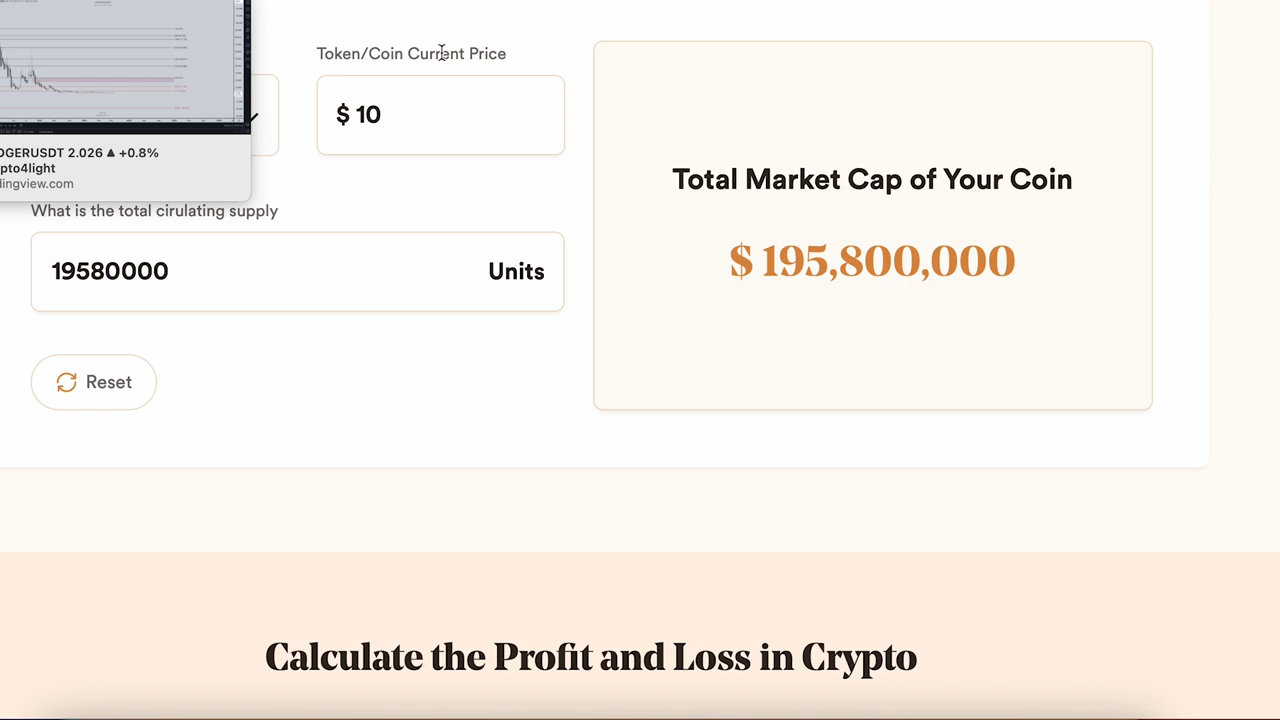 Token/Coin Current Price
$ 10
DGERUSDT 2.026 ▲ +0.8%
pto4light
dingview.com
What is the total cirulating supply
19580000 Units
Reset
Total Market Cap of Your Coin
$ 195,800,000
Calculate the Profit and Loss in Crypto